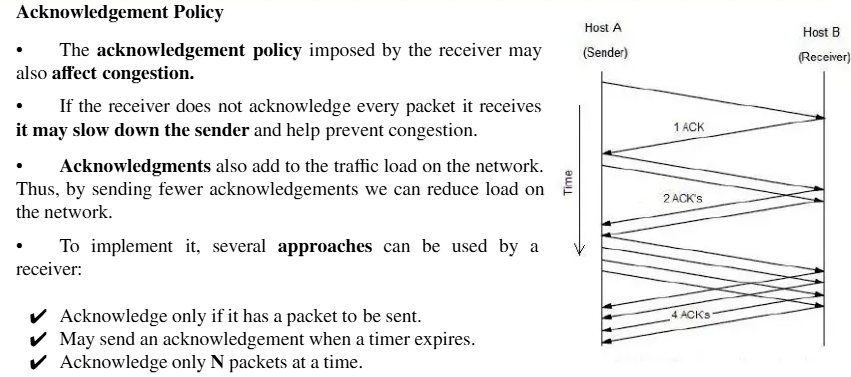 Acknowledgement Policy
• The acknowledgement policy imposed by the receiver may
also affect congestion.
• If the receiver does not acknowledge every packet it receives
it may slow down the sender and help prevent congestion.
• Acknowledgments also add to the traffic load on the network.
Thus, by sending fewer acknowledgements we can reduce load on
the network.
• To implement it, several approaches can be used by a
receiver:
✔ Acknowledge only if it has a packet to be sent.
✔ May send an acknowledgement when a timer expires.
✔ Acknowledge only N packets at a time.
Host A
(Sender)
Host B
(Receiver)
Time
1 ACK
2 ACK's
4 ACK's